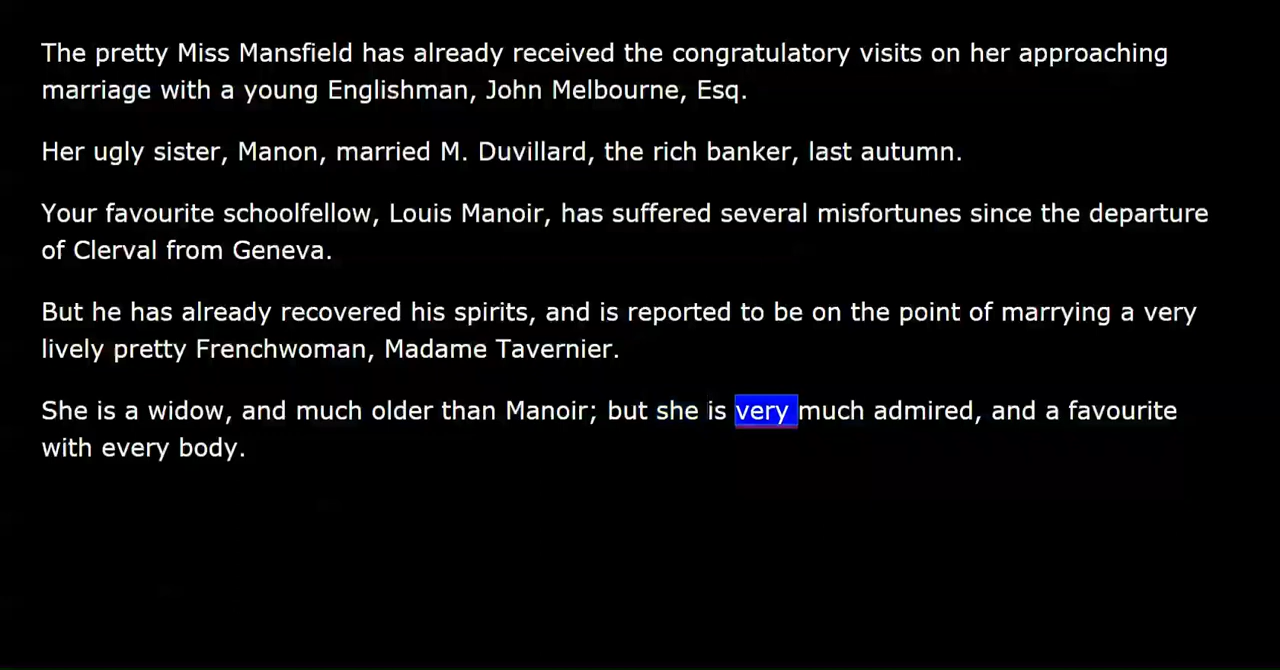 The pretty Miss Mansfield has already received the congratulatory visits on her approaching
marriage with a young Englishman, John Melbourne, Esq.
Her ugly sister, Manon, married M. Duvillard, the rich banker, last autumn.
Your favourite schoolfellow, Louis Manoir, has suffered several misfortunes since the departure
of Clerval from Geneva.
But he has already recovered his spirits, and is reported to be on the point of marrying a very
lively pretty Frenchwoman, Madame Tavernier.
She is a widow, and much older than Manoir; but she is very much admired, and a favourite
with every body.